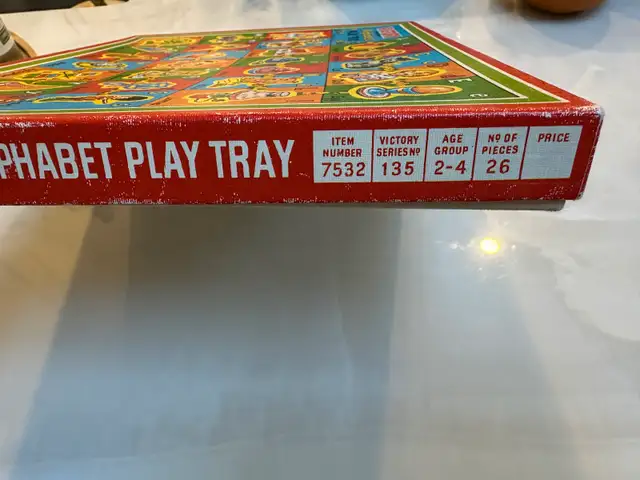 PHABET PLAY TRAY
ITEM
NUMBER
7532
VICTORY
SERIES Nº
135
AGE
GROUP
2-4
Nº OF
PIECES
26
PRICE